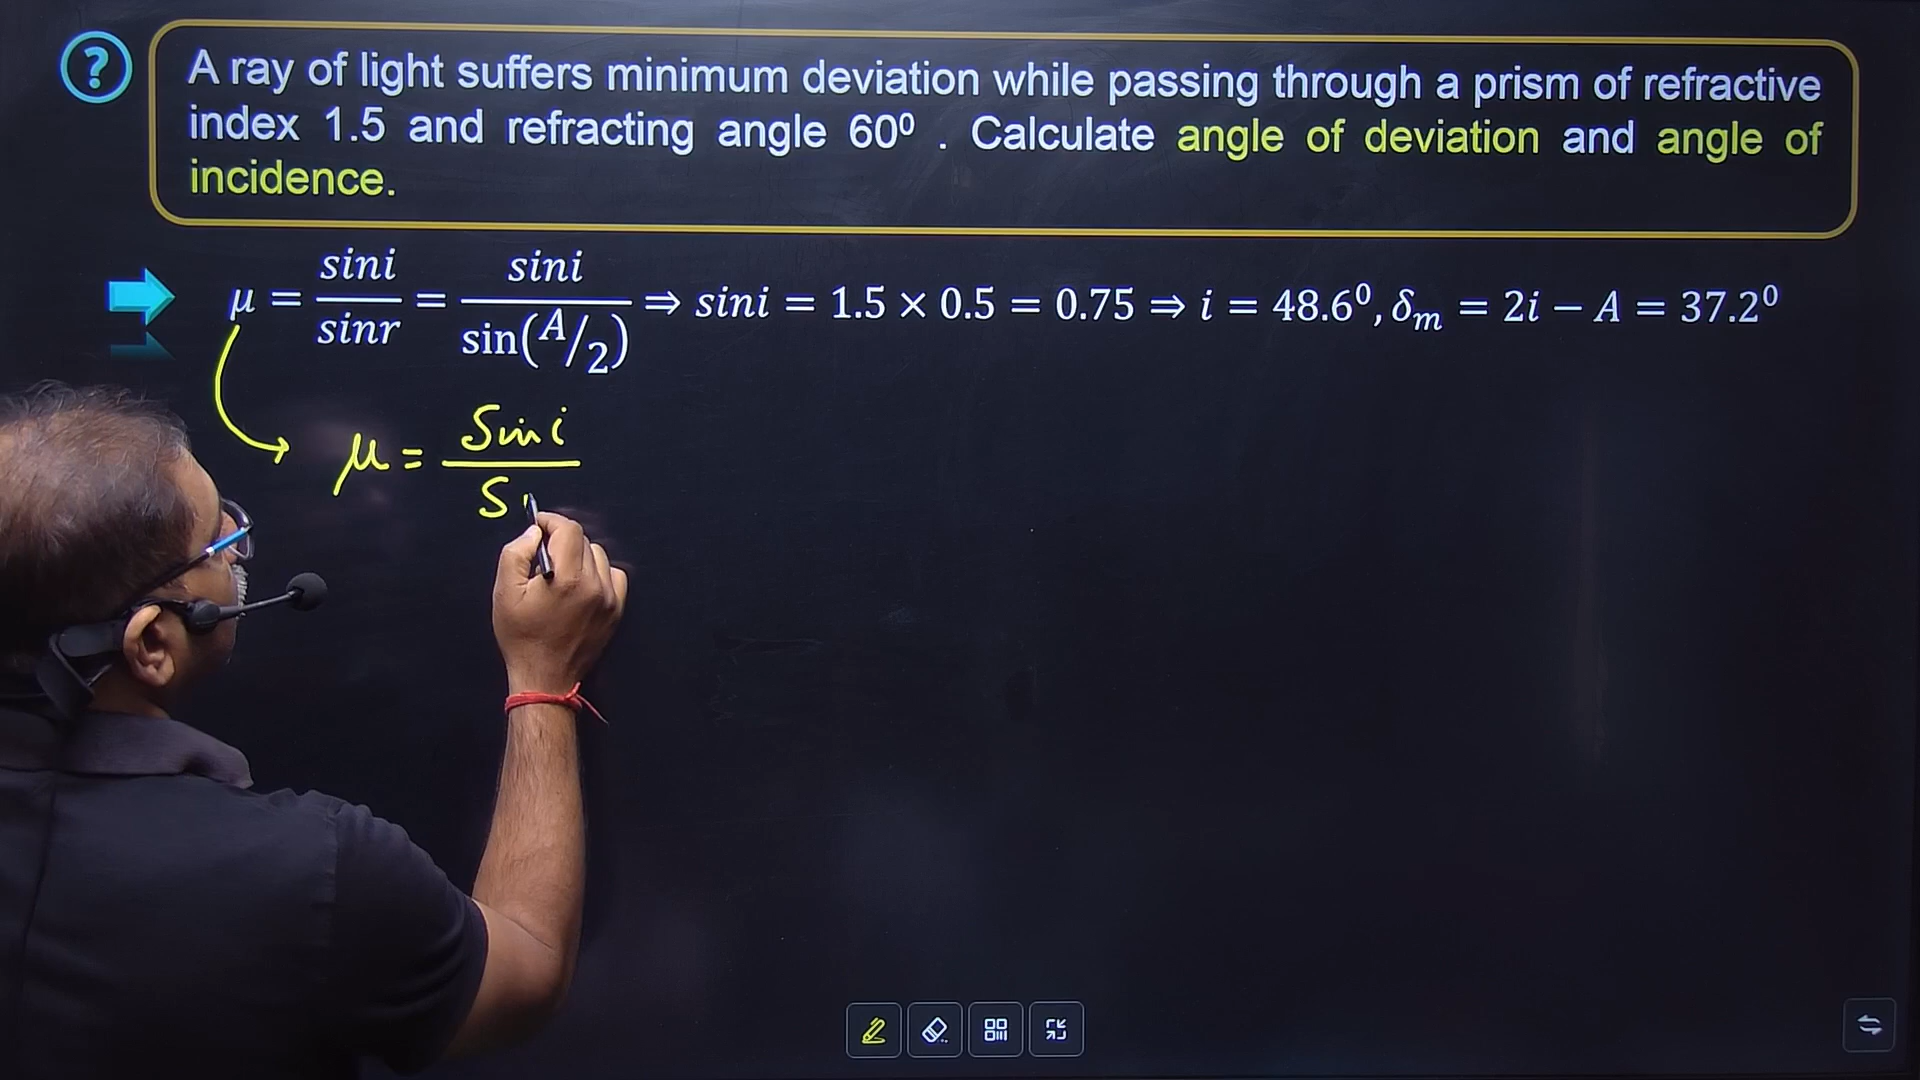 ?
A ray of light suffers minimum deviation while passing through a prism of refractive
index 1.5 and refracting angle 60⁰ . Calculate angle of deviation and angle of
incidence.
μ = sini/sinr = sini/sin(A/2) ⇒ sini = 1.5 × 0.5 = 0.75 ⇒ i = 48.6⁰, δₘ = 2i − A = 37.2⁰
μ = Sin i / S